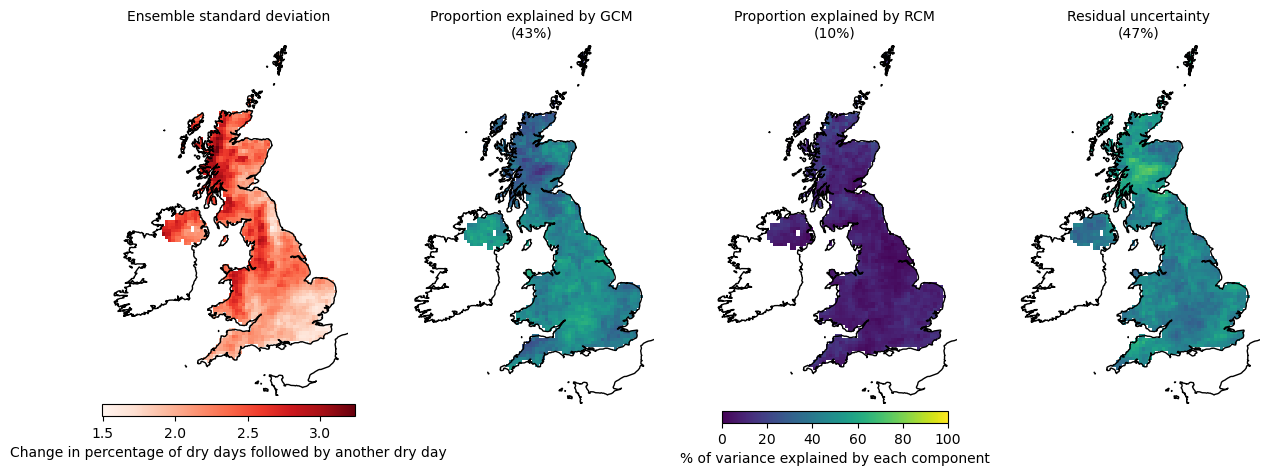 Ensemble standard deviation
Proportion explained by GCM
(43%)
Proportion explained by RCM
(10%)
Residual uncertainty
(47%)
1.5 2.0 2.5 3.0
Change in percentage of dry days followed by another dry day
0 20 40 60 80 100
% of variance explained by each component